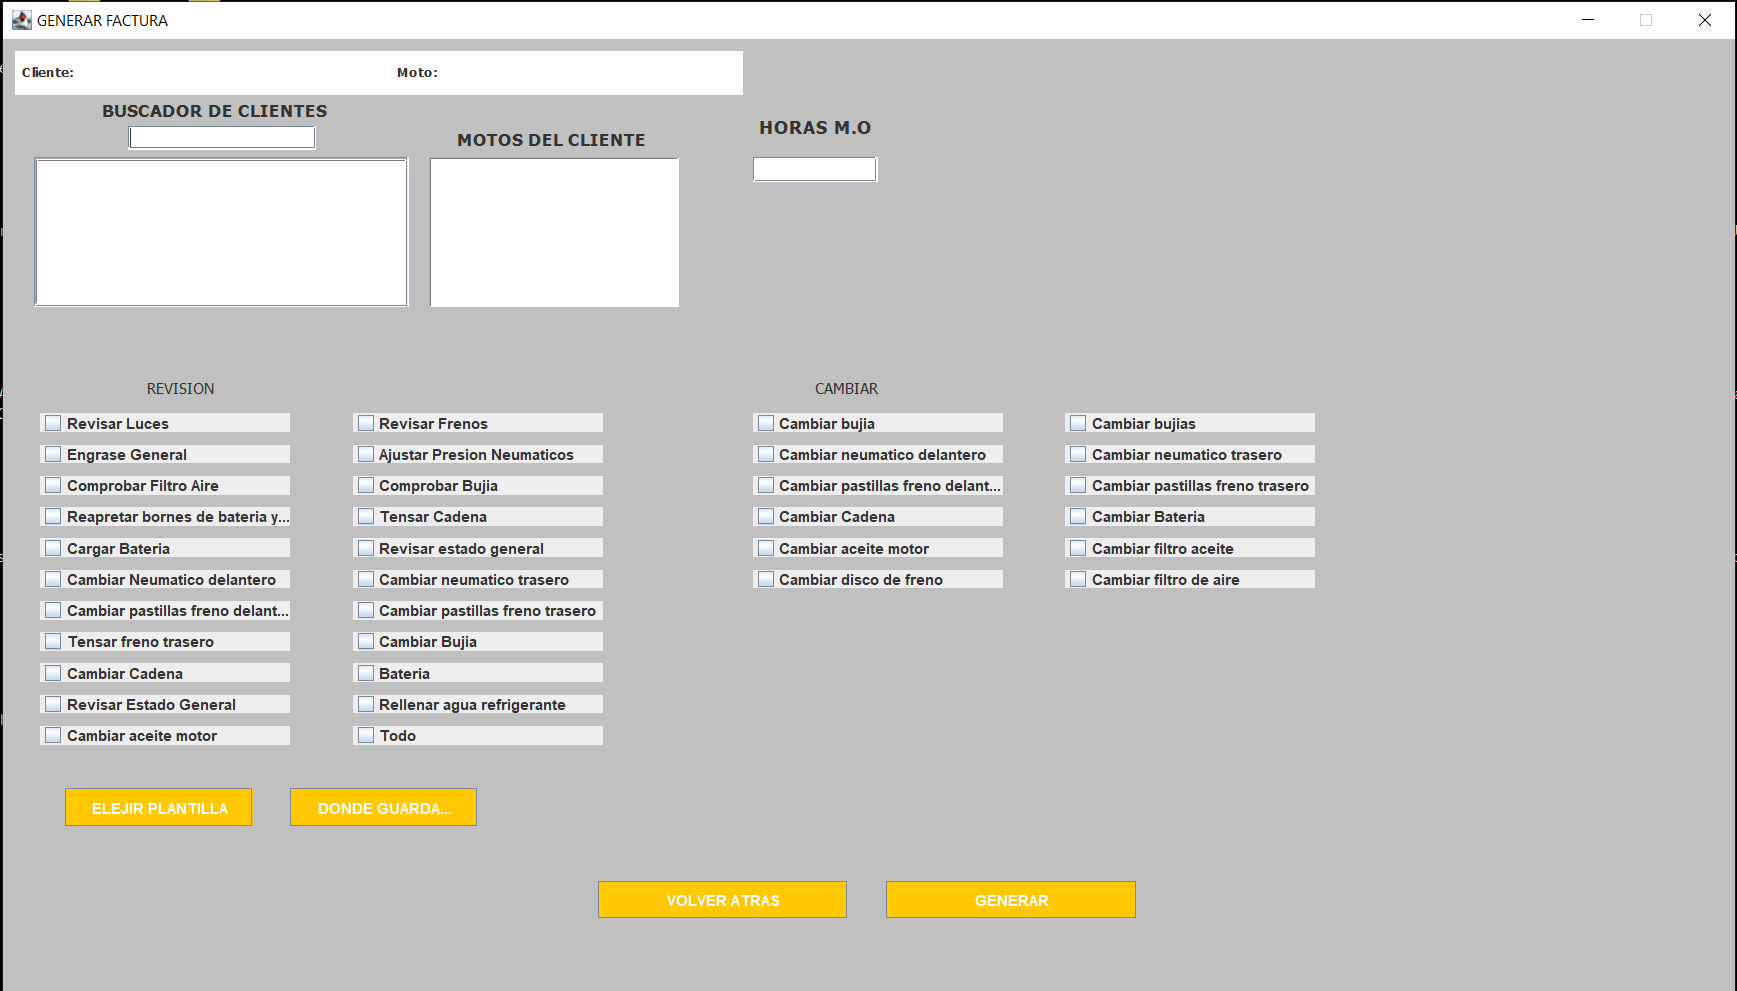 GENERAR FACTURA
Cliente: Moto:
BUSCADOR DE CLIENTES
MOTOS DEL CLIENTE
HORAS M.O
REVISION
CAMBIAR
Revisar Luces
Revisar Frenos
Cambiar bujia
Cambiar bujias
Engrase General
Ajustar Presion Neumaticos
Cambiar neumatico delantero
Cambiar neumatico trasero
Comprobar Filtro Aire
Comprobar Bujia
Cambiar pastillas freno delant...
Cambiar pastillas freno trasero
Reapretar bornes de bateria y...
Tensar Cadena
Cambiar Cadena
Cambiar Bateria
Cargar Bateria
Revisar estado general
Cambiar aceite motor
Cambiar filtro aceite
Cambiar Neumatico delantero
Cambiar neumatico trasero
Cambiar disco de freno
Cambiar filtro de aire
Cambiar pastillas freno delant...
Cambiar pastillas freno trasero
Tensar freno trasero
Cambiar Bujia
Cambiar Cadena
Bateria
Revisar Estado General
Rellenar agua refrigerante
Cambiar aceite motor
Todo
ELEJIR PLANTILLA
DONDE GUARDA...
VOLVER ATRAS
GENERAR